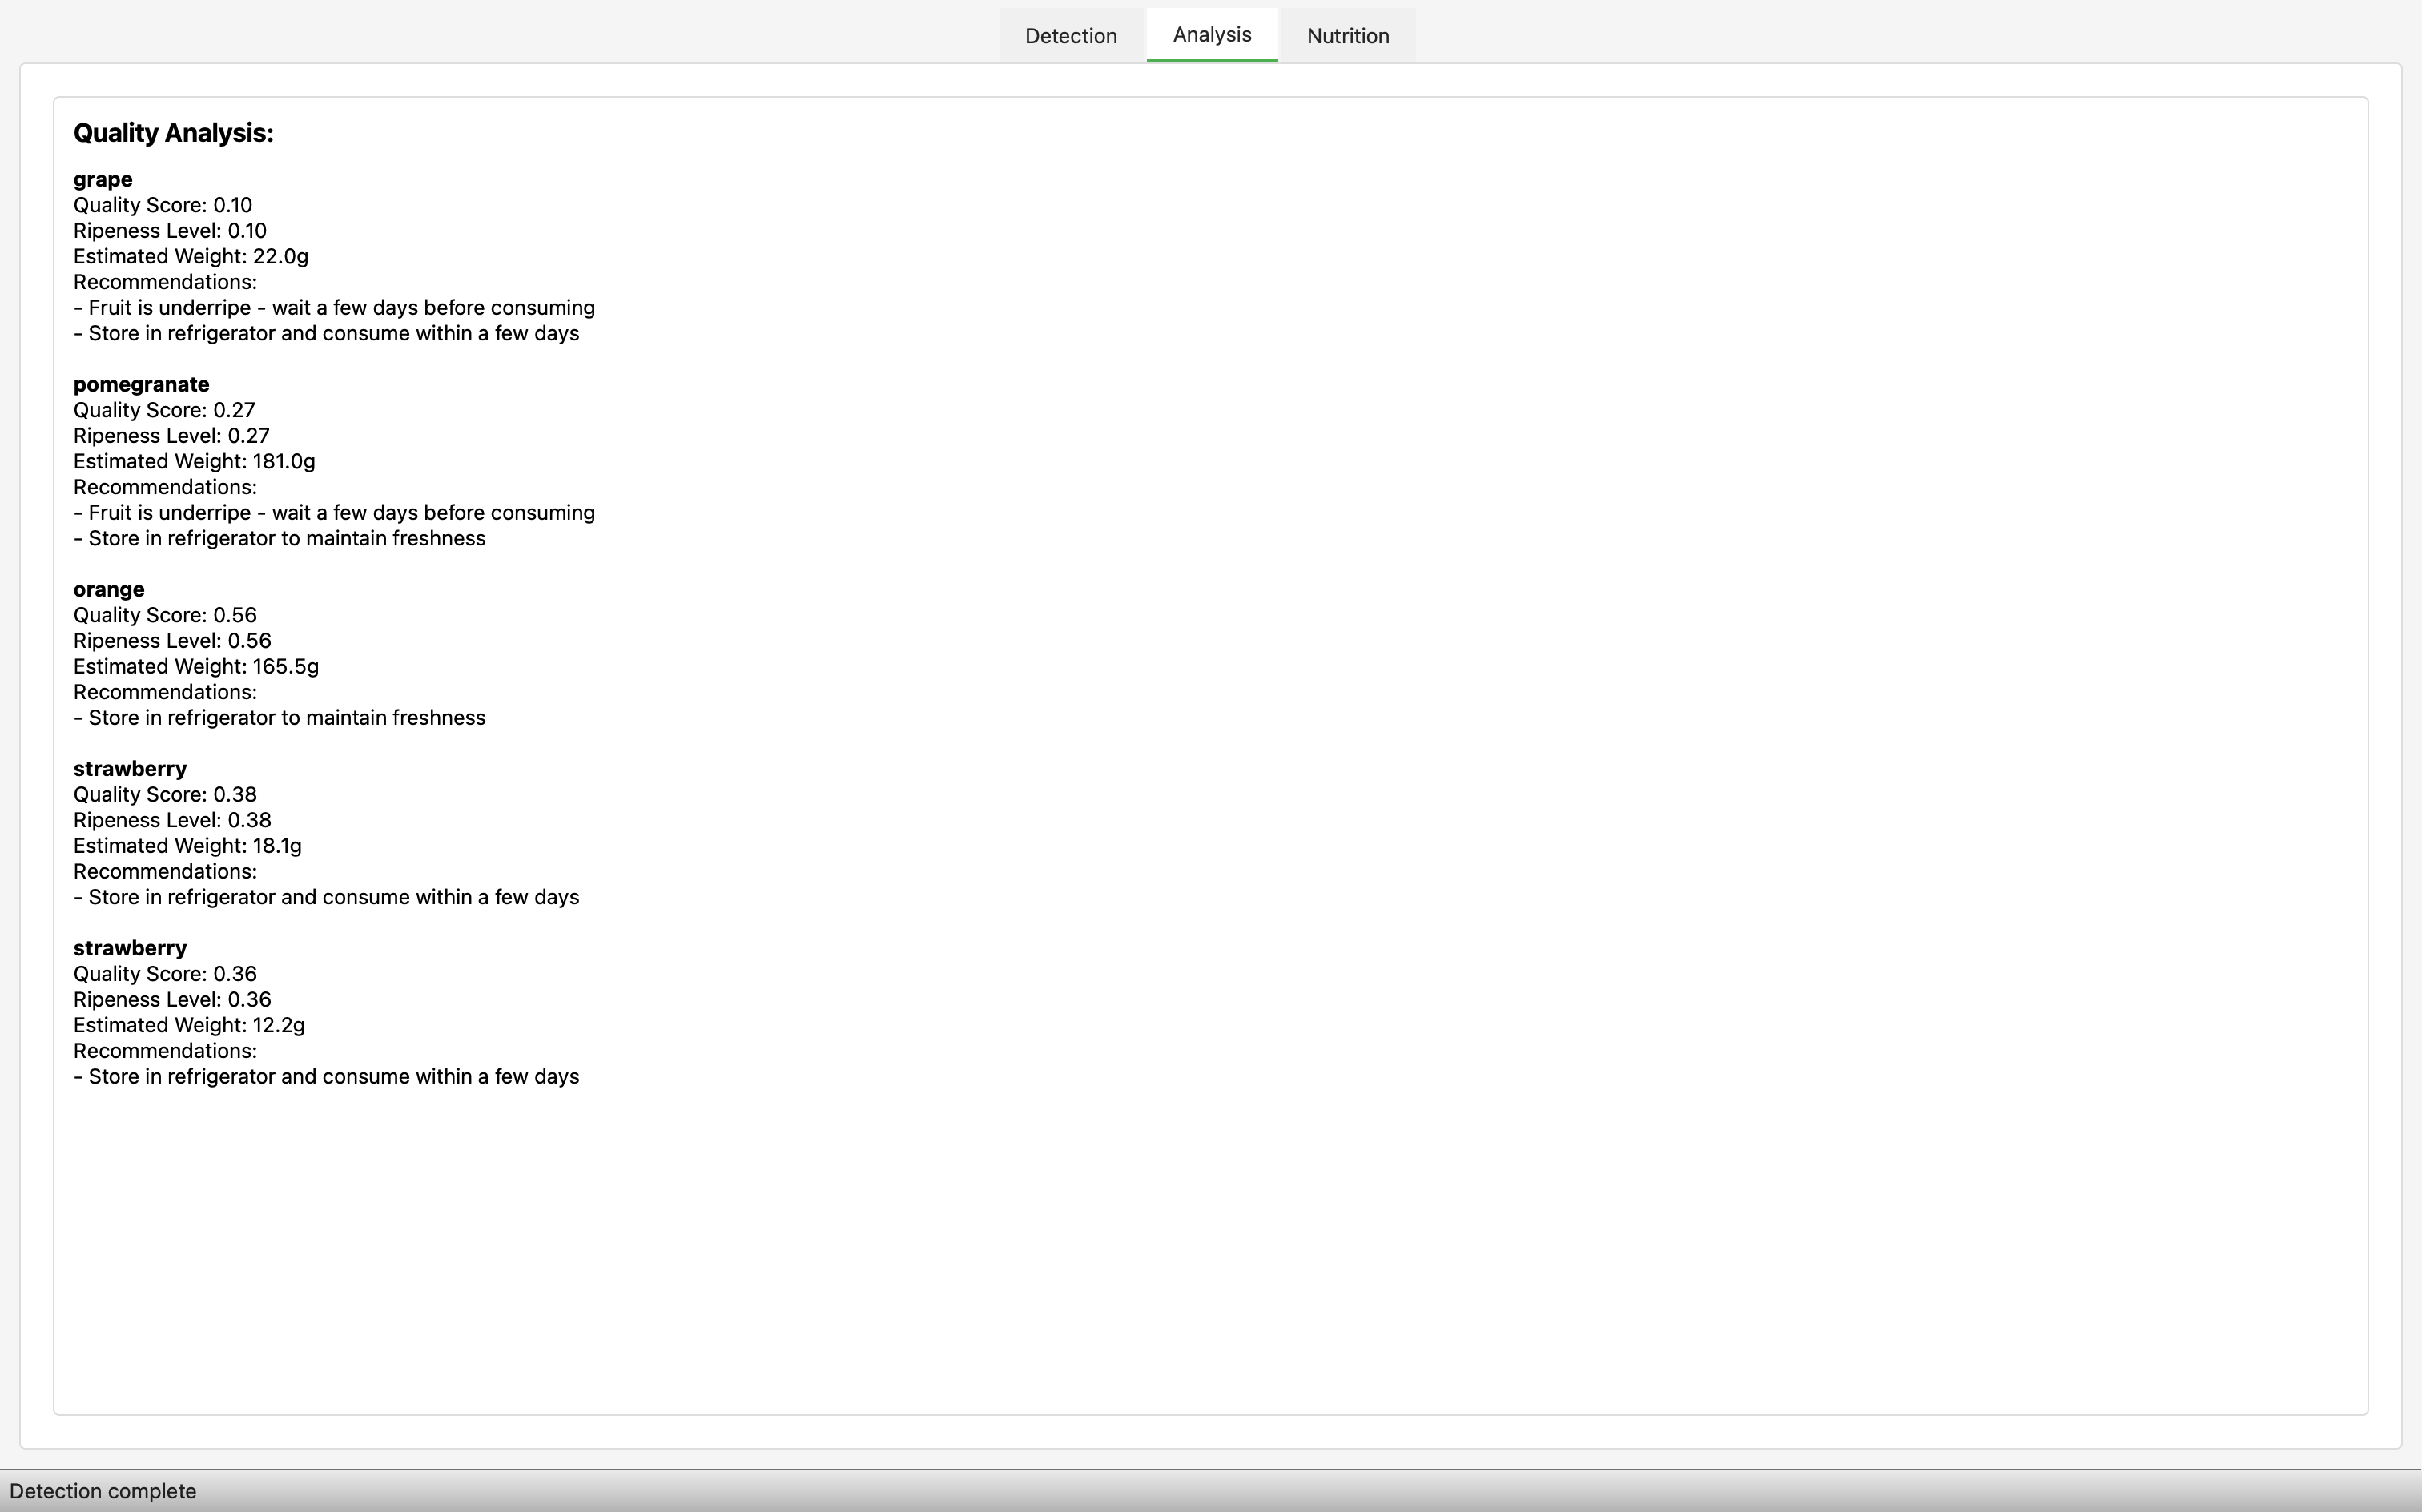 Detection
Analysis
Nutrition
Quality Analysis:
grape
Quality Score: 0.10
Ripeness Level: 0.10
Estimated Weight: 22.0g
Recommendations:
- Fruit is underripe - wait a few days before consuming
- Store in refrigerator and consume within a few days
pomegranate
Quality Score: 0.27
Ripeness Level: 0.27
Estimated Weight: 181.0g
Recommendations:
- Fruit is underripe - wait a few days before consuming
- Store in refrigerator to maintain freshness
orange
Quality Score: 0.56
Ripeness Level: 0.56
Estimated Weight: 165.5g
Recommendations:
- Store in refrigerator to maintain freshness
strawberry
Quality Score: 0.38
Ripeness Level: 0.38
Estimated Weight: 18.1g
Recommendations:
- Store in refrigerator and consume within a few days
strawberry
Quality Score: 0.36
Ripeness Level: 0.36
Estimated Weight: 12.2g
Recommendations:
- Store in refrigerator and consume within a few days
Detection complete